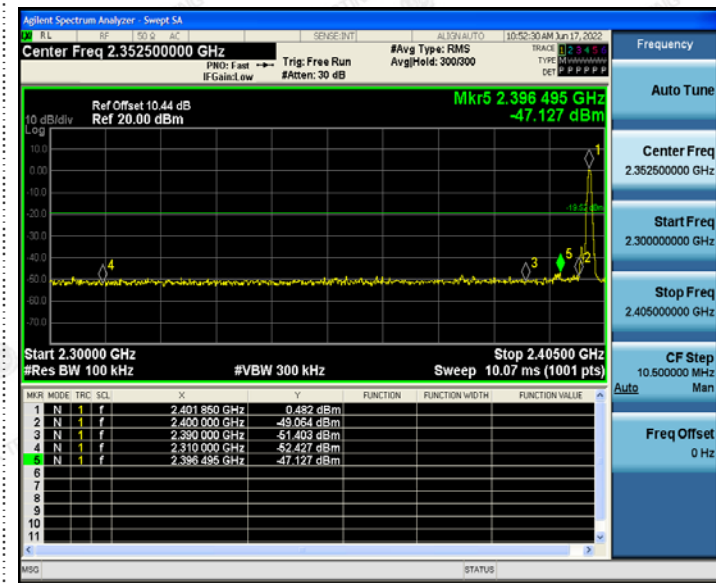 Agilent Spectrum Analyzer - Swept SA
RL RF 50 Ω AC SENSE:INT ALIGN AUTO 10:52:30 AM Jun 17, 2022
Center Freq 2.352500000 GHz
PNO: Fast Trig: Free Run
IFGain:Low #Atten: 30 dB
#Avg Type: RMS
Avg|Hold: 300/300
TRACE 1 2 3 4 5 6
TYPE M W W W W W
DET P P P P P P
Ref Offset 10.44 dB
10 dB/div Ref 20.00 dBm
Log
Mkr5 2.396 495 GHz
-47.127 dBm
10.0
0.00
-10.0
-20.0
-30.0
-40.0
-50.0
-60.0
-70.0
1
-19.52 dBm
4
3
5
2
Start 2.30000 GHz Stop 2.40500 GHz
#Res BW 100 kHz #VBW 300 kHz Sweep 10.07 ms (1001 pts)
MKR MODE TRC SCL X Y FUNCTION FUNCTION WIDTH FUNCTION VALUE
1 N 1 f 2.401 850 GHz 0.482 dBm
2 N 1 f 2.400 000 GHz -49.064 dBm
3 N 1 f 2.390 000 GHz -51.403 dBm
4 N 1 f 2.310 000 GHz -52.427 dBm
5 N 1 f 2.396 495 GHz -47.127 dBm
6
7
8
9
10
11
MSG STATUS
Frequency
Auto Tune
Center Freq
2.352500000 GHz
Start Freq
2.300000000 GHz
Stop Freq
2.405000000 GHz
CF Step
10.500000 MHz
Auto Man
Freq Offset
0 Hz